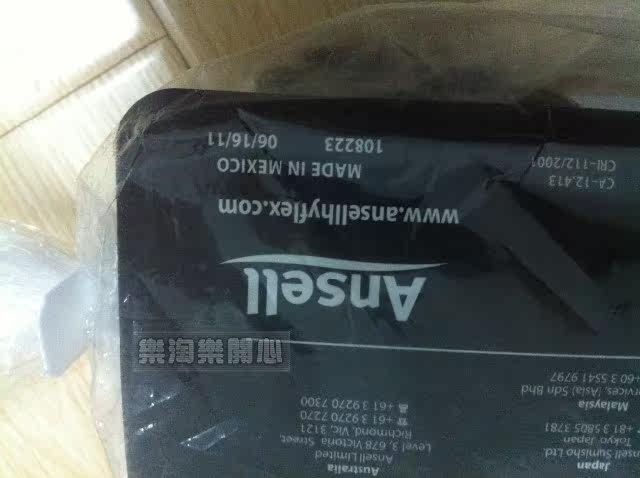 Japan
nsell Sumisho Ltd.
Tokyo Japan
+81 3 5805 3781
Malaysia
ervices, (Asia) Sdn Bhd
+60 3 5541 9797
Australia
Ansell Limited
Level 3, 678 Victoria Street,
Richmond, Vic, 3121
+61 3 9270 7270
+61 3 9270 7300
Ansell
www.ansellhyflex.com
MADE IN MEXICO
108223 06/16/11
CA-12.413
CRI-112/2001
樂淘樂開心